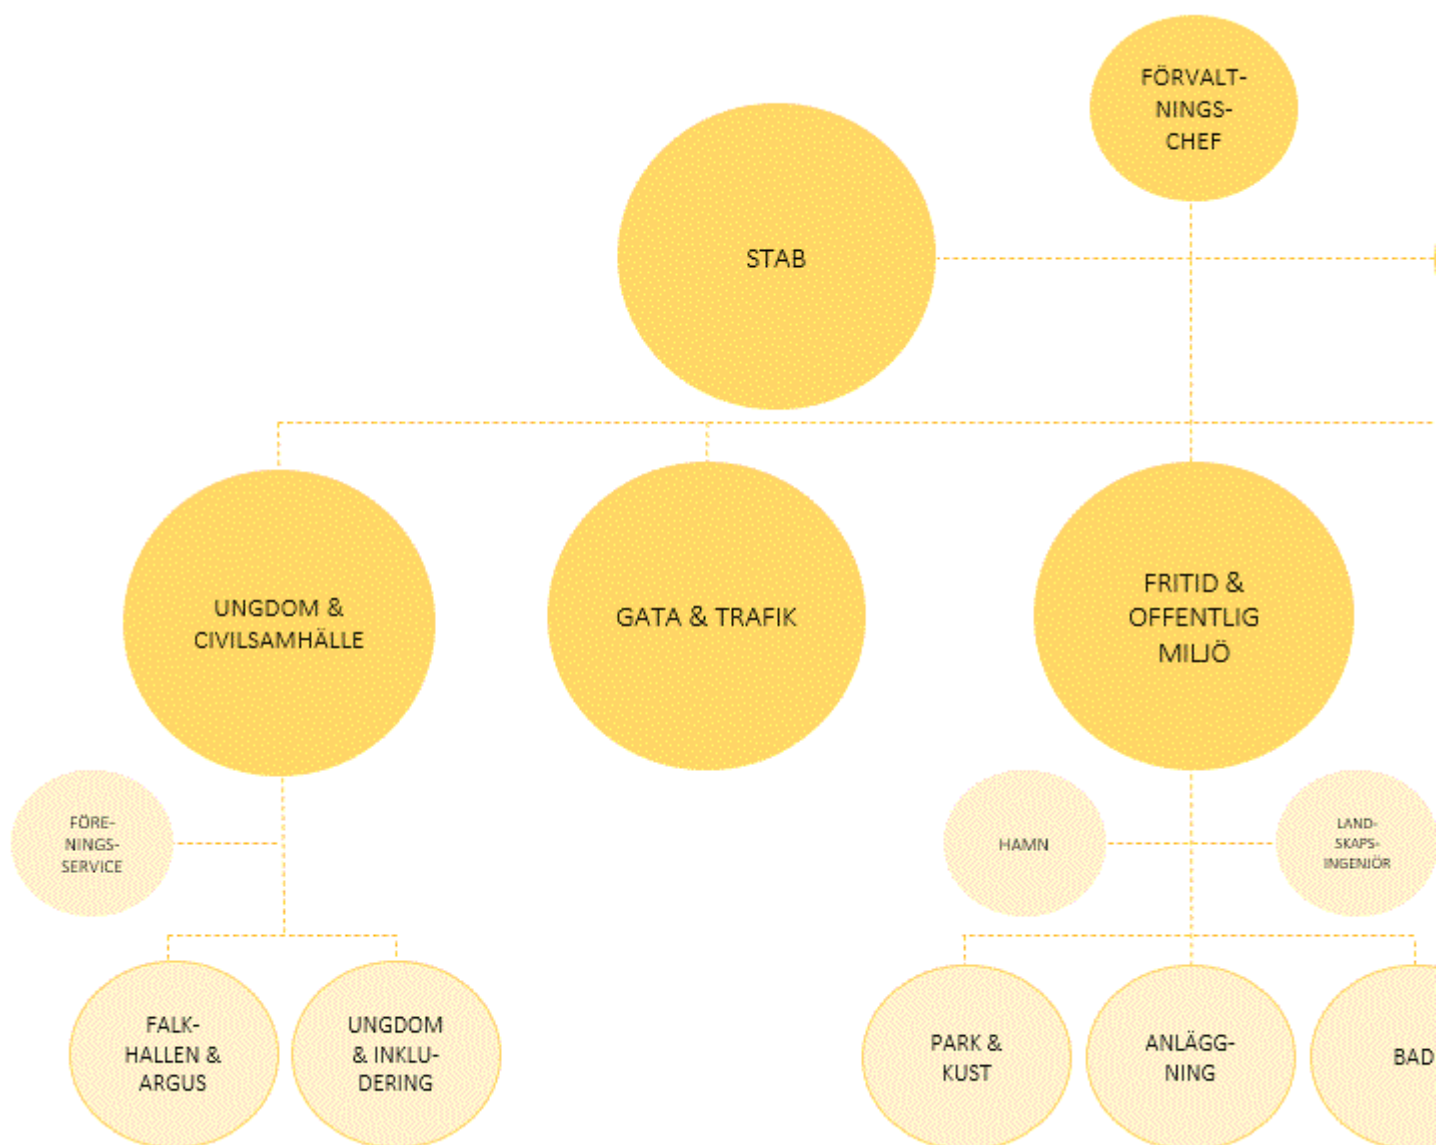 FÖRVALT-
NINGS-
CHEF
STAB
UNGDOM &
CIVILSAMHÄLLE
GATA & TRAFIK
FRITID &
OFFENTLIG
MILJÖ
FÖRE-
NINGS-
SERVICE
HAMN
LAND-
SKAPS-
INGENJÖR
FALK-
HALLEN &
ARGUS
UNGDOM
& INKLU-
DERING
PARK &
KUST
ANLÄGG-
NING
BAD